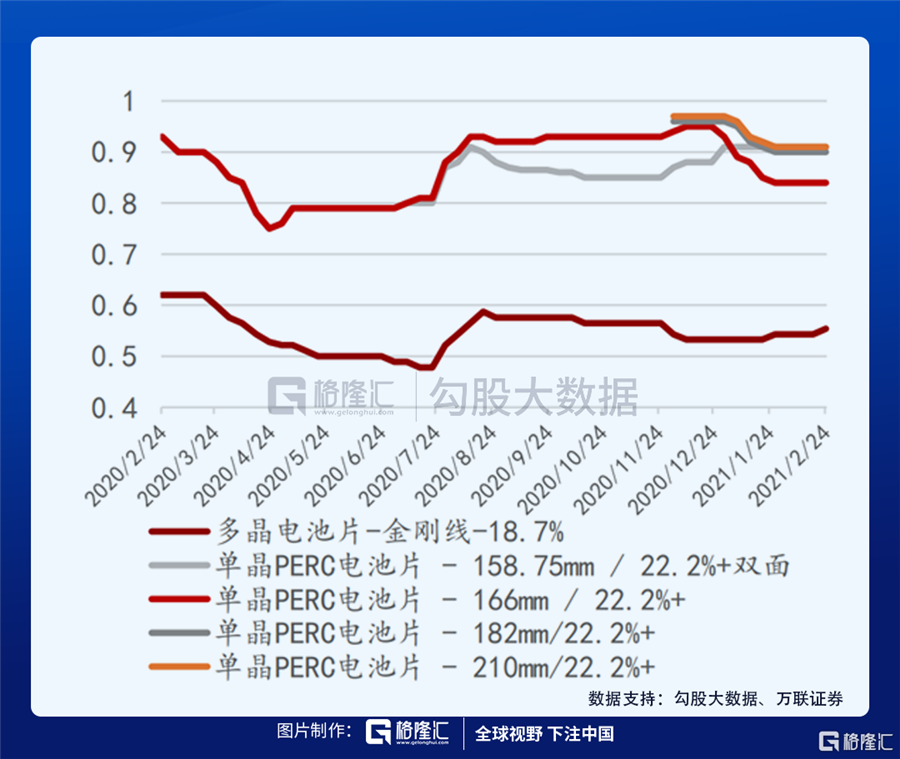 1
0.9
0.8
0.7
0.6
0.5
0.4
格隆汇
www.gelonghui.com
勾股大数据
2020/2/24
2020/3/24
2020/4/24
2020/5/24
2020/6/24
2020/7/24
2020/8/24
2020/9/24
2020/10/24
2020/11/24
2020/12/24
2021/1/24
2021/2/24
多晶电池片-金刚线-18.7%
单晶PERC电池片 - 158.75mm / 22.2%+双面
单晶PERC电池片 - 166mm / 22.2%+
单晶PERC电池片 - 182mm/22.2%+
单晶PERC电池片 - 210mm/22.2%+
数据支持：勾股大数据、万联证券
图片制作： 格隆汇 www.gelonghui.com 全球视野 下注中国
格隆汇